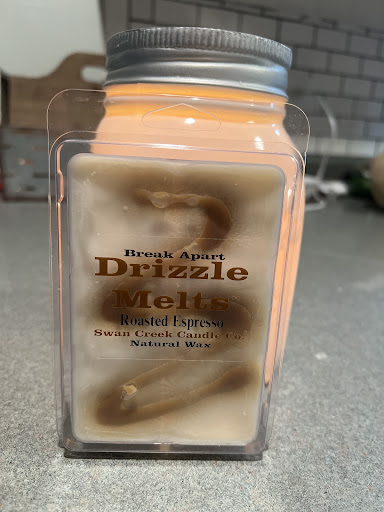 Break Apart
Drizzle
Melts
Roasted Espresso
Swan Creek Candle Co.
Natural Wax